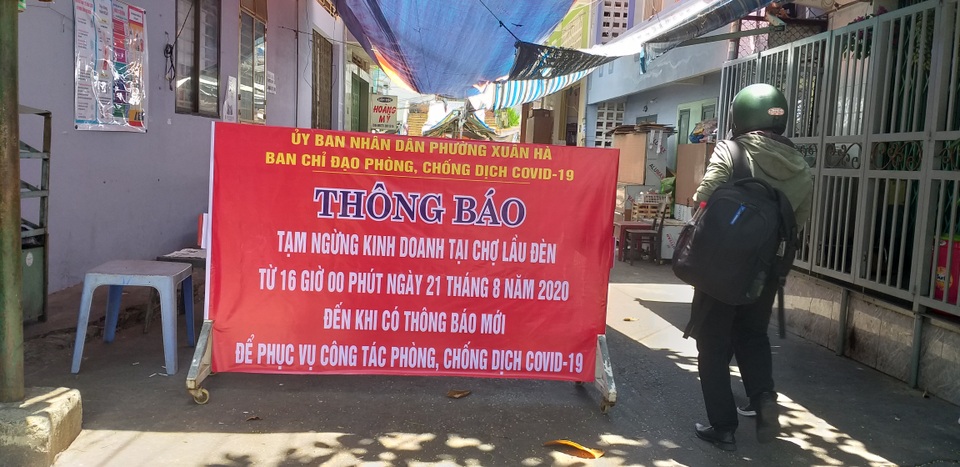 ỦY BAN NHÂN DÂN PHƯỜNG XUÂN HÀ
BAN CHỈ ĐẠO PHÒNG, CHỐNG DỊCH COVID-19
THÔNG BÁO
TẠM NGỪNG KINH DOANH TẠI CHỢ LẦU ĐÈN
TỪ 16 GIỜ 00 PHÚT NGÀY 21 THÁNG 8 NĂM 2020
ĐẾN KHI CÓ THÔNG BÁO MỚI
ĐỂ PHỤC VỤ CÔNG TÁC PHÒNG, CHỐNG DỊCH COVID-19
HOÀNG
MỸ